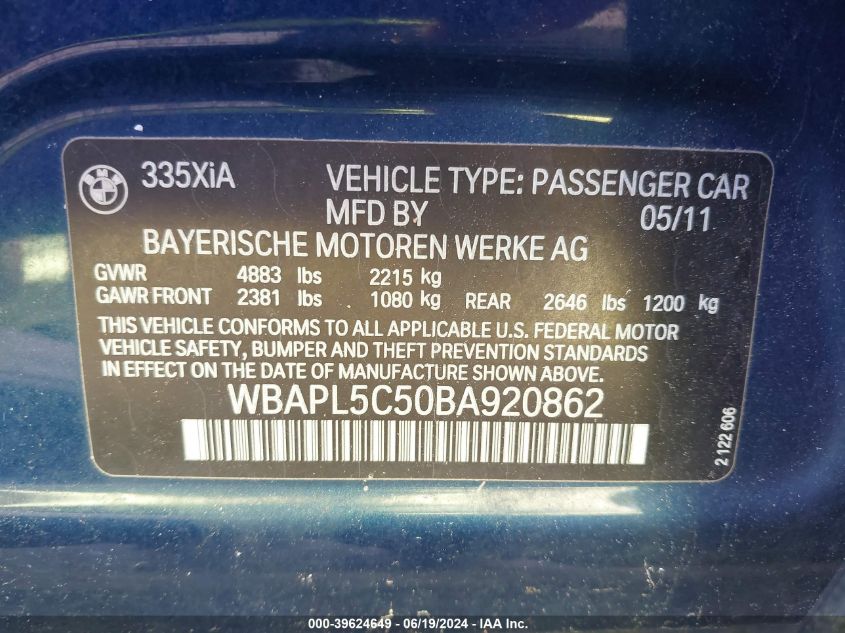 BMW
335XiA VEHICLE TYPE: PASSENGER CAR
MFD BY 05/11
BAYERISCHE MOTOREN WERKE AG
GVWR 4883 lbs 2215 kg
GAWR FRONT 2381 lbs 1080 kg REAR 2646 lbs 1200 kg
THIS VEHICLE CONFORMS TO ALL APPLICABLE U.S. FEDERAL MOTOR
VEHICLE SAFETY, BUMPER AND THEFT PREVENTION STANDARDS
IN EFFECT ON THE DATE OF MANUFACTURE SHOWN ABOVE.
WBAPL5C50BA920862
2 122 606
000-39624649 - 06/19/2024 - IAA Inc.